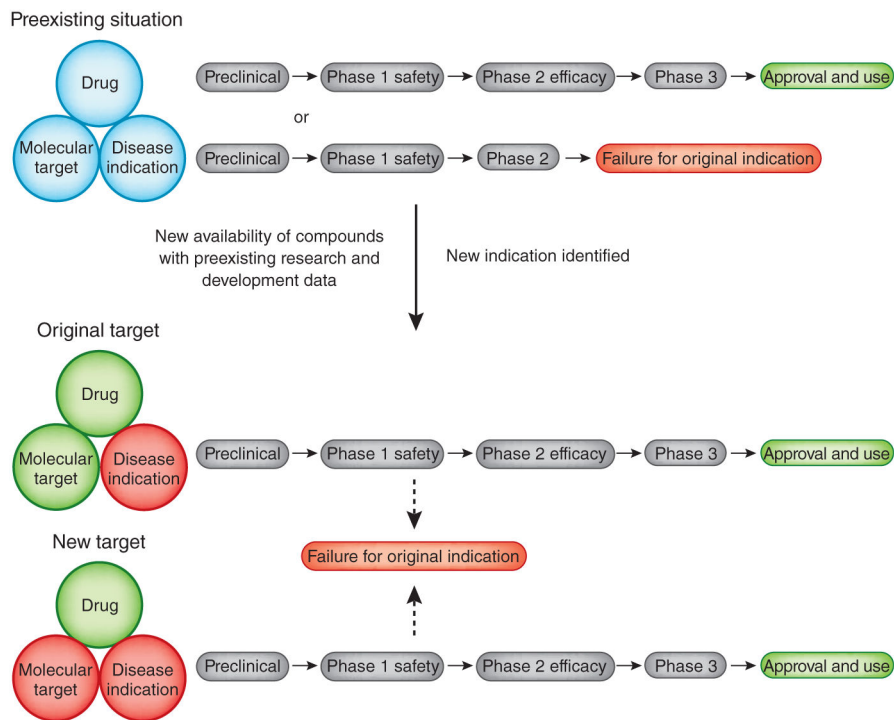 Preexisting situation
Drug
Molecular
target
Disease
indication
Preclinical
Phase 1 safety
Phase 2 efficacy
Phase 3
Approval and use
or
Preclinical
Phase 1 safety
Phase 2
Failure for original indication
New availability of compounds
with preexisting research and
development data
New indication identified
Original target
Drug
Molecular
target
Disease
indication
Preclinical
Phase 1 safety
Phase 2 efficacy
Phase 3
Approval and use
Failure for original indication
New target
Drug
Molecular
target
Disease
indication
Preclinical
Phase 1 safety
Phase 2 efficacy
Phase 3
Approval and use